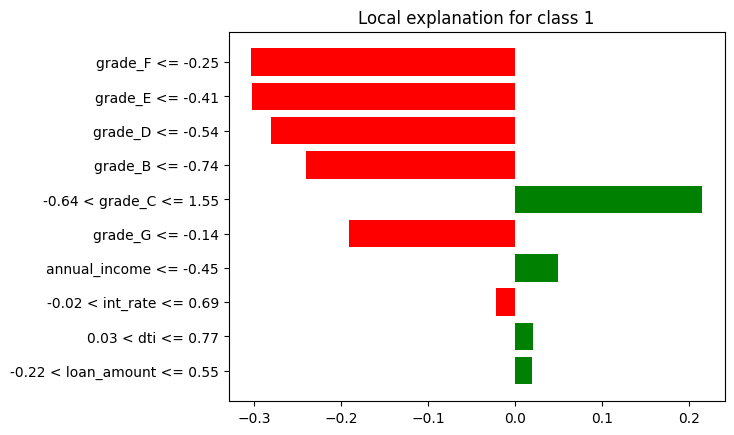 Local explanation for class 1
grade_F <= -0.25
grade_E <= -0.41
grade_D <= -0.54
grade_B <= -0.74
-0.64 < grade_C <= 1.55
grade_G <= -0.14
annual_income <= -0.45
-0.02 < int_rate <= 0.69
0.03 < dti <= 0.77
-0.22 < loan_amount <= 0.55
−0.3 −0.2 −0.1 0.0 0.1 0.2